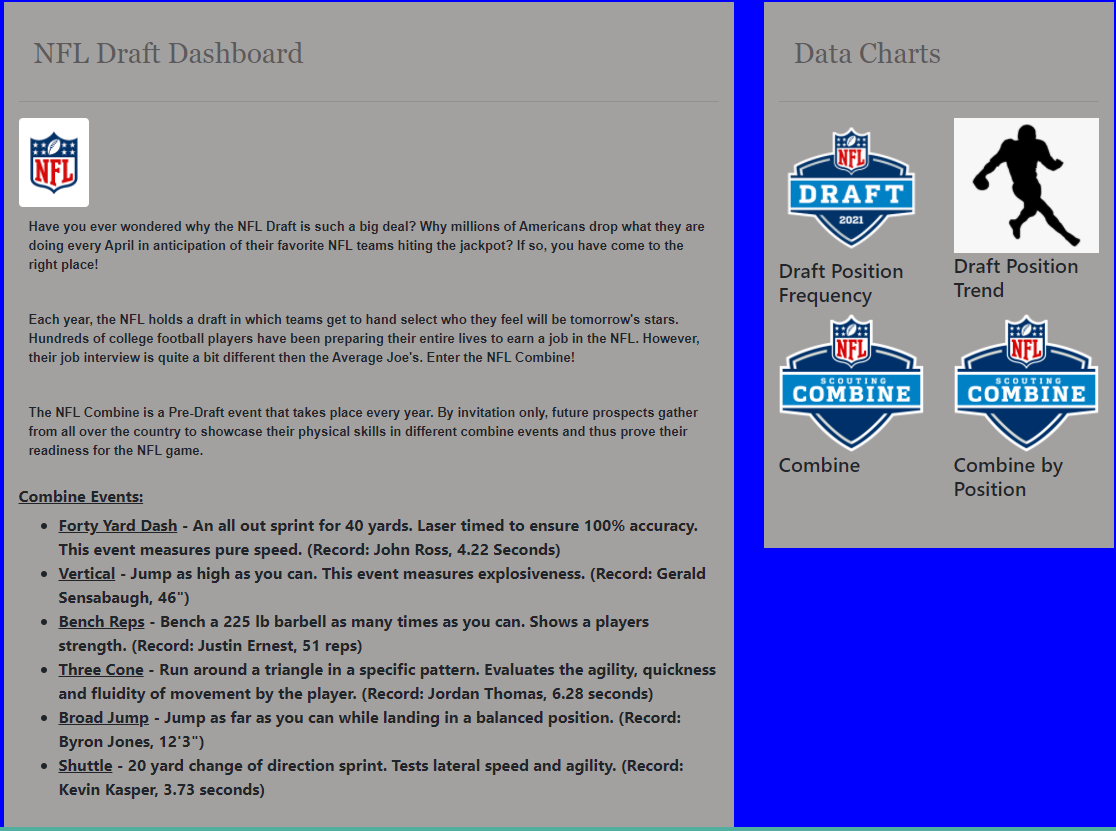 NFL Draft Dashboard
NFL
Have you ever wondered why the NFL Draft is such a big deal? Why millions of Americans drop what they are
doing every April in anticipation of their favorite NFL teams hiting the jackpot? If so, you have come to the
right place!
Each year, the NFL holds a draft in which teams get to hand select who they feel will be tomorrow's stars.
Hundreds of college football players have been preparing their entire lives to earn a job in the NFL. However,
their job interview is quite a bit different then the Average Joe's. Enter the NFL Combine!
The NFL Combine is a Pre-Draft event that takes place every year. By invitation only, future prospects gather
from all over the country to showcase their physical skills in different combine events and thus prove their
readiness for the NFL game.
Combine Events:
• Forty Yard Dash - An all out sprint for 40 yards. Laser timed to ensure 100% accuracy.
This event measures pure speed. (Record: John Ross, 4.22 Seconds)
• Vertical - Jump as high as you can. This event measures explosiveness. (Record: Gerald
Sensabaugh, 46")
• Bench Reps - Bench a 225 lb barbell as many times as you can. Shows a players
strength. (Record: Justin Ernest, 51 reps)
• Three Cone - Run around a triangle in a specific pattern. Evaluates the agility, quickness
and fluidity of movement by the player. (Record: Jordan Thomas, 6.28 seconds)
• Broad Jump - Jump as far as you can while landing in a balanced position. (Record:
Byron Jones, 12'3")
• Shuttle - 20 yard change of direction sprint. Tests lateral speed and agility. (Record:
Kevin Kasper, 3.73 seconds)
Data Charts
NFL
DRAFT
2021
Draft Position
Frequency
Draft Position
Trend
NFL
SCOUTING
COMBINE
Combine
NFL
SCOUTING
COMBINE
Combine by
Position